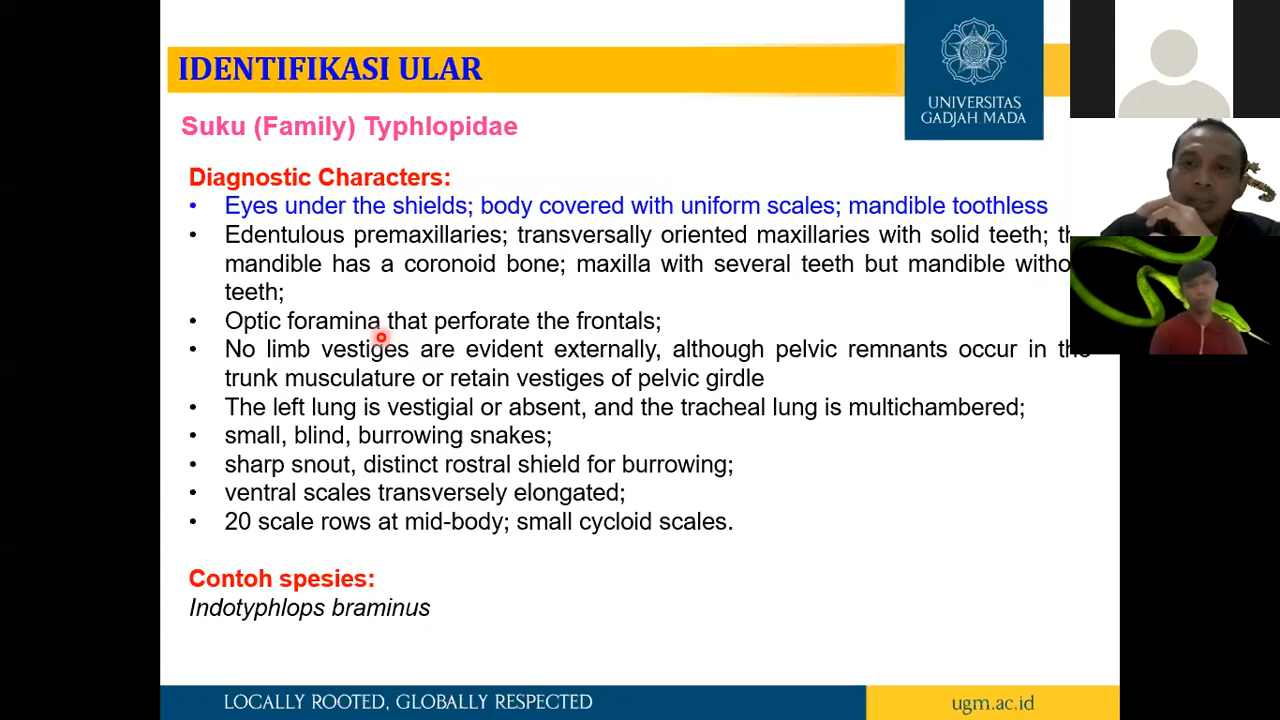 IDENTIFIKASI ULAR
UNIVERSITAS
GADJAH MADA
Suku (Family) Typhlopidae
Diagnostic Characters:
• Eyes under the shields; body covered with uniform scales; mandible toothless
• Edentulous premaxillaries; transversally oriented maxillaries with solid teeth;
mandible has a coronoid bone; maxilla with several teeth but mandible
teeth;
• Optic foramina that perforate the frontals;
• No limb vestiges are evident externally, although pelvic remnants occur in the
trunk musculature or retain vestiges of pelvic girdle
• The left lung is vestigial or absent, and the tracheal lung is multichambered;
• small, blind, burrowing snakes;
• sharp snout, distinct rostral shield for burrowing;
• ventral scales transversely elongated;
• 20 scale rows at mid-body; small cycloid scales.
Contoh spesies:
Indotyphlops braminus
LOCALLY ROOTED, GLOBALLY RESPECTED
ugm.ac.id